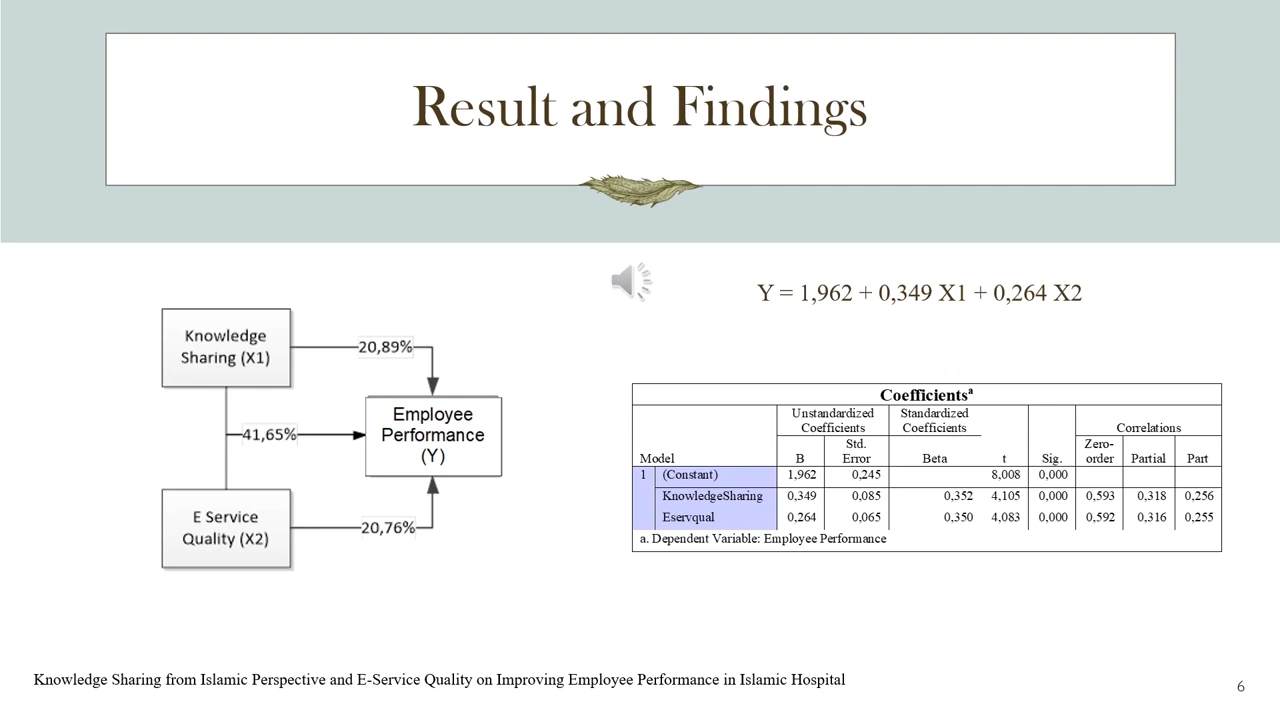 Result and Findings
Y = 1,962 + 0,349 X1 + 0,264 X2
Knowledge
Sharing (X1)
20,89%
Employee
Performance
(Y)
41,65%
E Service
Quality (X2)
20,76%
Coefficientsa
Unstandardized Coefficients Standardized Coefficients Correlations
Model B Std. Error Beta t Sig. Zero-order Partial Part
1 (Constant) 1,962 0,245 8,008 0,000
KnowledgeSharing 0,349 0,085 0,352 4,105 0,000 0,593 0,318 0,256
Eservqual 0,264 0,065 0,350 4,083 0,000 0,592 0,316 0,255
a. Dependent Variable: Employee Performance
Knowledge Sharing from Islamic Perspective and E-Service Quality on Improving Employee Performance in Islamic Hospital
6